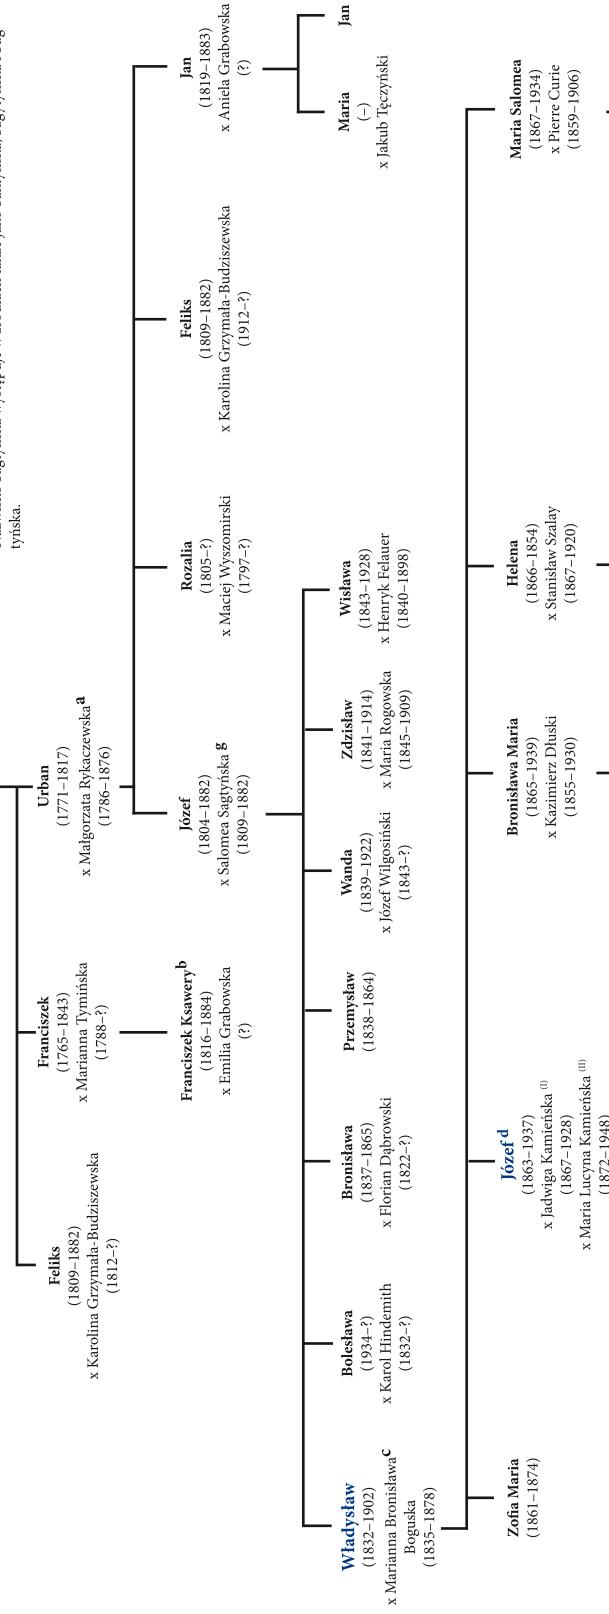 tyńska.
Feliks
(1809–1882)
x Karolina Grzymała-Budziszewska
(1812–?)
Franciszek
(1765–1843)
x Marianna Tymińska
(1788–?)
Urban
(1771–1817)
x Małgorzata Rykaczewska a
(1786–1876)
Franciszek Ksawery b
(1816–1884)
x Emilia Grabowska
(?)
Józef
(1804–1882)
x Salomea Sagtyńska g
(1809–1882)
Rozalia
(1805–?)
x Maciej Wyszomirski
(1797–?)
Feliks
(1809–1882)
x Karolina Grzymała-Budziszewska
(1912–?)
Jan
(1819–1883)
x Aniela Grabowska
(?)
Władysław
(1832–1902)
x Marianna Bronisława c
Boguska
(1835–1878)
Bolesława
(1934–?)
x Karol Hindemith
(1832–?)
Bronisława
(1837–1865)
x Florian Dąbrowski
(1822–?)
Przemysław
(1838–1864)
Wanda
(1839–1922)
x Józef Wilgosiński
(1843–?)
Zdzisław
(1841–1914)
x Maria Rogowska
(1845–1909)
Wisława
(1843–1928)
x Henryk Felauer
(1840–1898)
Maria
(–)
x Jakub Tęczyński
Jan
Zofia Maria
(1861–1874)
Józef d
(1863–1937)
x Jadwiga Kamieńska (I)
(1867–1928)
x Maria Lucyna Kamieńska (II)
(1872–1948)
Bronisława Maria
(1865–1939)
x Kazimierz Dłuski
(1855–1930)
Helena
(1866–1854)
x Stanisław Szalay
(1867–1920)
Maria Salomea
(1867–1934)
x Pierre Curie
(1859–1906)